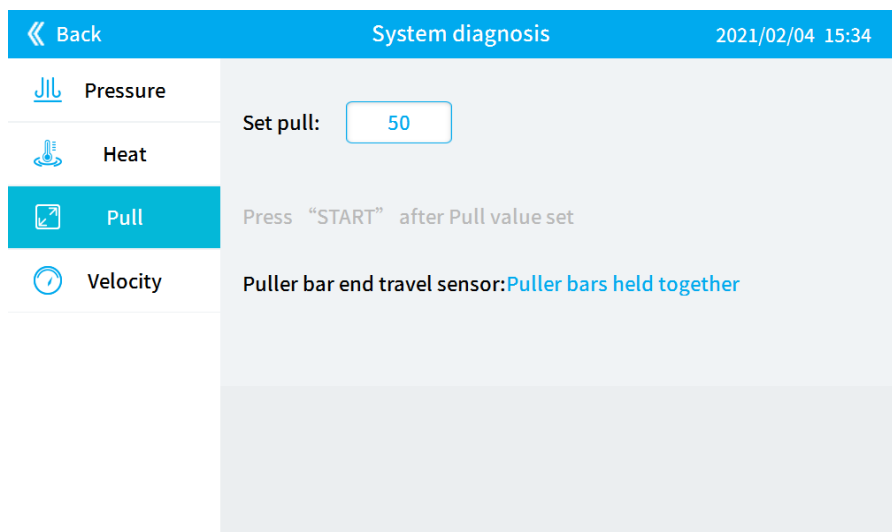 Back
System diagnosis
2021/02/04 15:34
Pressure
Heat
Pull
Velocity
Set pull: 50
Press “START” after Pull value set
Puller bar end travel sensor:Puller bars held together